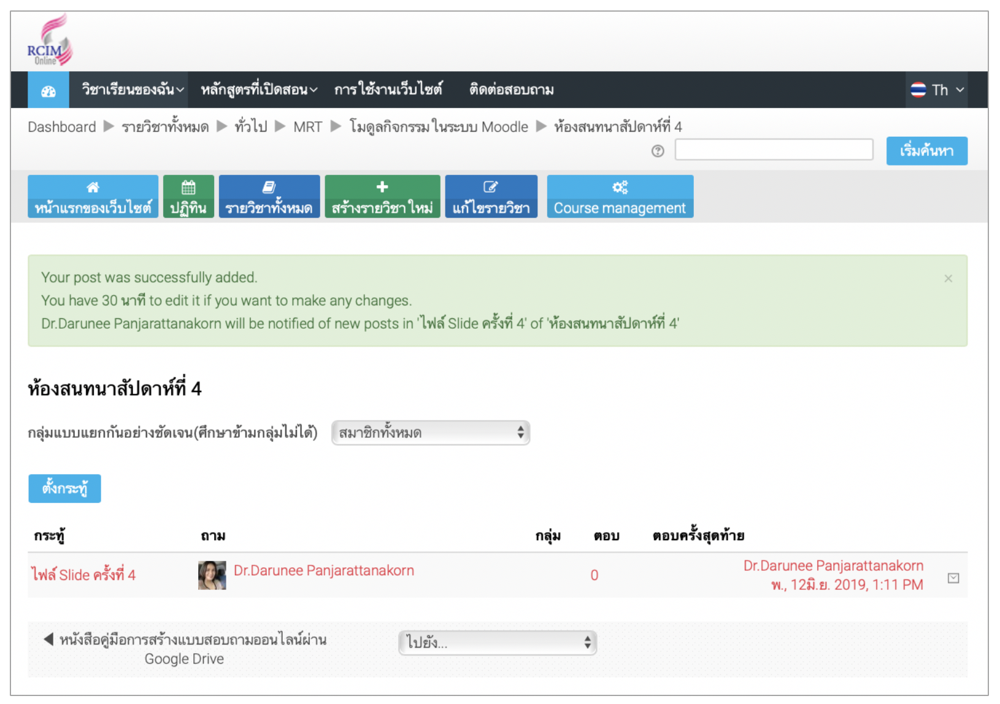 RCIM
Online
วิชาเรียนของฉัน หลักสูตรที่เปิดสอน การใช้งานเว็บไซต์ ติดต่อสอบถาม Th
Dashboard ▶ รายวิชาทั้งหมด ▶ ทั่วไป ▶ MRT ▶ โมดูลกิจกรรมในระบบ Moodle ▶ ห้องสนทนาสัปดาห์ที่ 4
เริ่มค้นหา
หน้าแรกของเว็บไซต์ ปฏิทิน รายวิชาทั้งหมด สร้างรายวิชาใหม่ แก้ไขรายวิชา Course management
Your post was successfully added.
You have 30 นาที to edit it if you want to make any changes.
Dr.Darunee Panjarattanakorn will be notified of new posts in 'ไฟล์ Slide ครั้งที่ 4' of 'ห้องสนทนาสัปดาห์ที่ 4'
ห้องสนทนาสัปดาห์ที่ 4
กลุ่มแบบแยกกันอย่างชัดเจน(ศึกษาข้ามกลุ่มไม่ได้) สมาชิกทั้งหมด
ตั้งกระทู้
กระทู้ ถาม กลุ่ม ตอบ ตอบครั้งสุดท้าย
ไฟล์ Slide ครั้งที่ 4 Dr.Darunee Panjarattanakorn 0 Dr.Darunee Panjarattanakorn
พ., 12มิ.ย. 2019, 1:11 PM
◀ หนังสือคู่มือการสร้างแบบสอบถามออนไลน์ผ่าน ไปยัง...
Google Drive